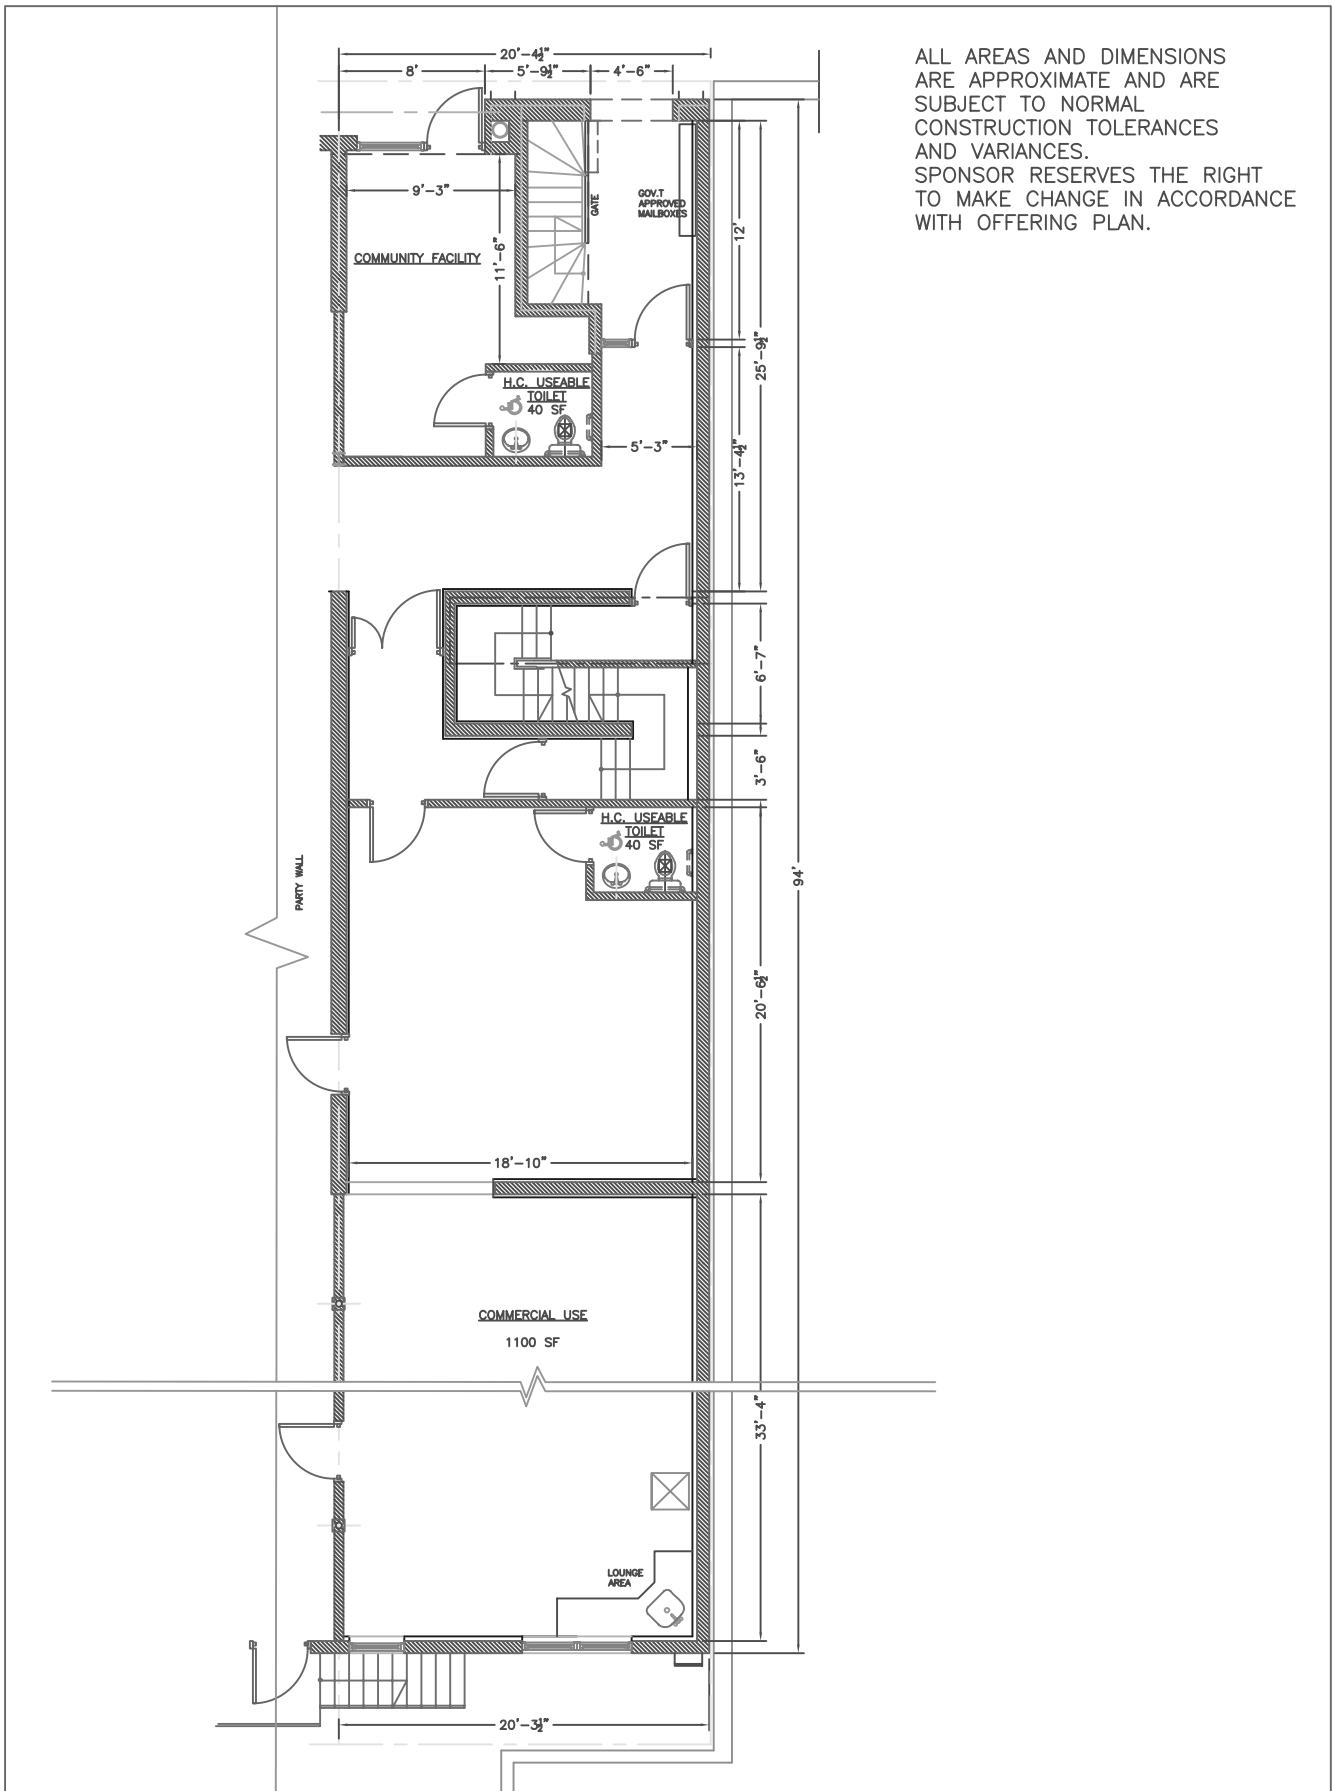 ALL AREAS AND DIMENSIONS
ARE APPROXIMATE AND ARE
SUBJECT TO NORMAL
CONSTRUCTION TOLERANCES
AND VARIANCES.
SPONSOR RESERVES THE RIGHT
TO MAKE CHANGE IN ACCORDANCE
WITH OFFERING PLAN.
20'-4½"
8'
5'-9½"
4'-6"
9'-3"
GATE
GOV.T
APPROVED
MAILBOXES
12'
COMMUNITY FACILITY
11'-6"
25'-9½"
H.C. USEABLE
TOILET
40 SF
5'-3"
13'-4½"
6'-7"
3'-6"
H.C. USEABLE
TOILET
40 SF
PARTY WALL
94'
20'-6½"
18'-10"
COMMERCIAL USE
1100 SF
33'-4"
LOUNGE
AREA
20'-3½"